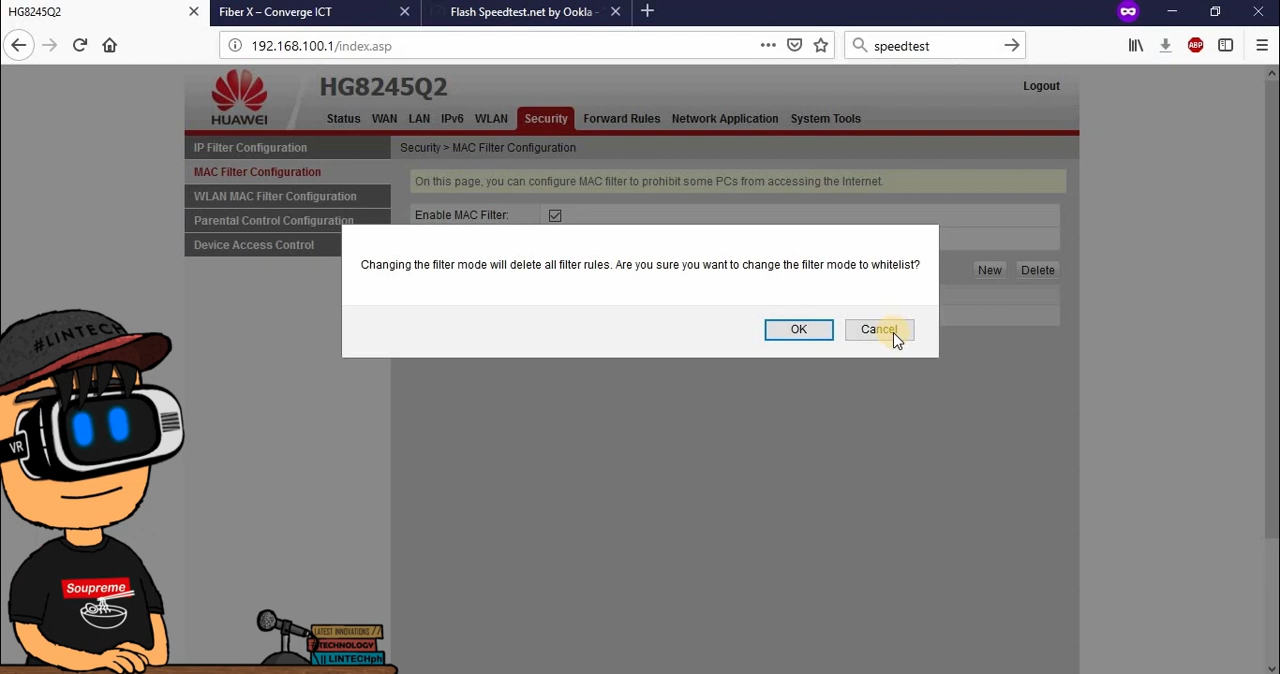 HG8245Q2
Fiber X – Converge ICT
Flash Speedtest.net by Ookla -
192.168.100.1/index.asp
speedtest
ABP
HUAWEI
HG8245Q2
Logout
Status WAN LAN IPv6 WLAN Security Forward Rules Network Application System Tools
IP Filter Configuration
Security > MAC Filter Configuration
MAC Filter Configuration
On this page, you can configure MAC filter to prohibit some PCs from accessing the Internet.
WLAN MAC Filter Configuration
Enable MAC Filter:
Parental Control Configuration
Device Access Control
Changing the filter mode will delete all filter rules. Are you sure you want to change the filter mode to whitelist?
New Delete
OK Cancel
#LINTECH
VR
Soupreme
LATEST INNOVATIONS //
#TECHNOLOGY
|| LINTECHph